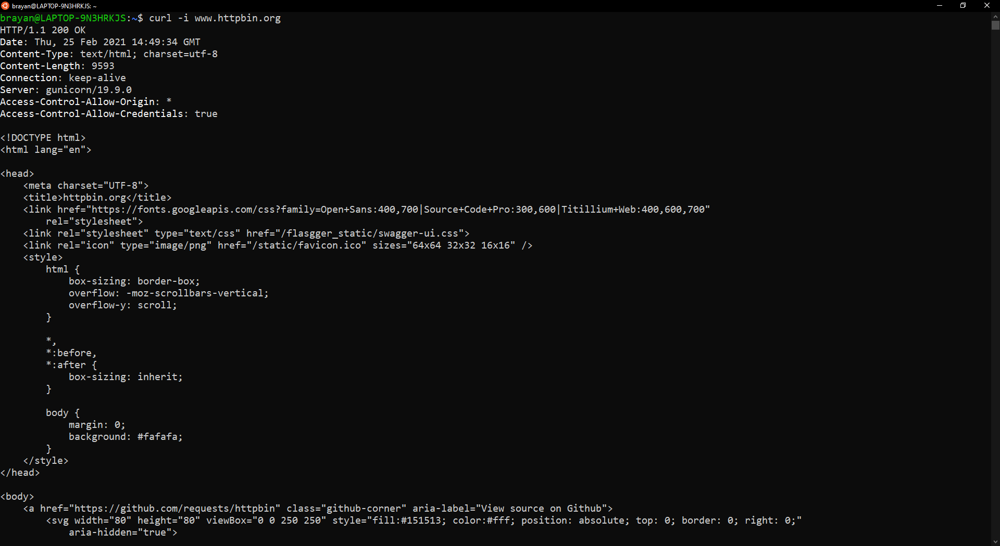 brayan@LAPTOP-9N3HRKJS: ~
brayan@LAPTOP-9N3HRKJS:~$ curl -i www.httpbin.org
HTTP/1.1 200 OK
Date: Thu, 25 Feb 2021 14:49:34 GMT
Content-Type: text/html; charset=utf-8
Content-Length: 9593
Connection: keep-alive
Server: gunicorn/19.9.0
Access-Control-Allow-Origin: *
Access-Control-Allow-Credentials: true

<!DOCTYPE html>
<html lang="en">

<head>
    <meta charset="UTF-8">
    <title>httpbin.org</title>
    <link href="https://fonts.googleapis.com/css?family=Open+Sans:400,700|Source+Code+Pro:300,600|Titillium+Web:400,600,700"
        rel="stylesheet">
    <link rel="stylesheet" type="text/css" href="/flasgger_static/swagger-ui.css">
    <link rel="icon" type="image/png" href="/static/favicon.ico" sizes="64x64 32x32 16x16" />
    <style>
        html {
            box-sizing: border-box;
            overflow: -moz-scrollbars-vertical;
            overflow-y: scroll;
        }

        *,
        *:before,
        *:after {
            box-sizing: inherit;
        }

        body {
            margin: 0;
            background: #fafafa;
        }
    </style>
</head>

<body>
    <a href="https://github.com/requests/httpbin" class="github-corner" aria-label="View source on Github">
        <svg width="80" height="80" viewBox="0 0 250 250" style="fill:#151513; color:#fff; position: absolute; top: 0; border: 0; right: 0;"
            aria-hidden="true">